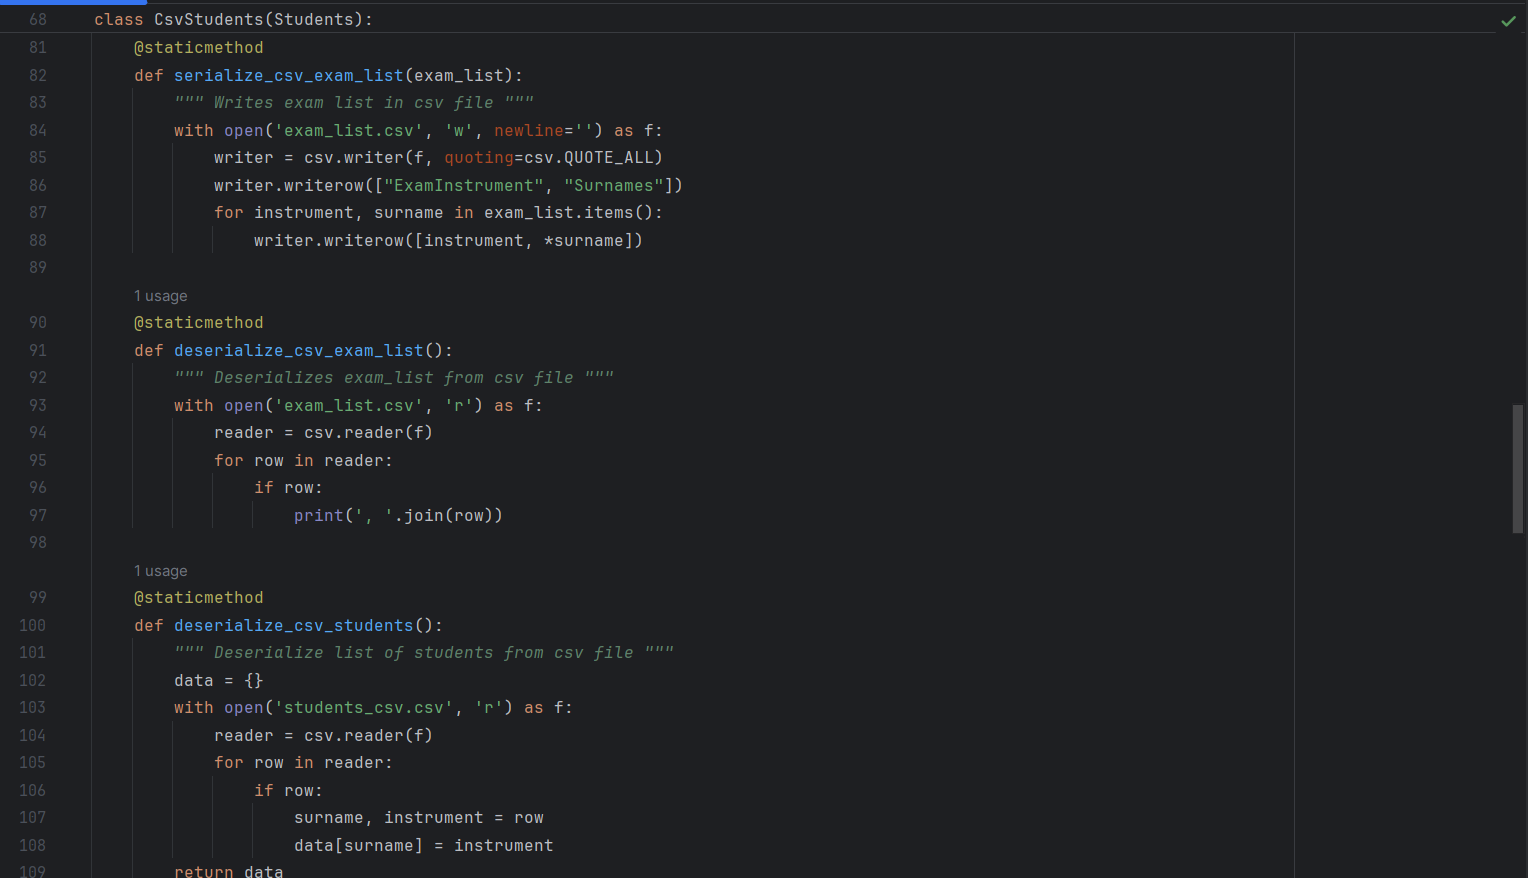 68 class CsvStudents(Students):
81 @staticmethod
82 def serialize_csv_exam_list(exam_list):
83 """ Writes exam list in csv file """
84 with open('exam_list.csv', 'w', newline='') as f:
85 writer = csv.writer(f, quoting=csv.QUOTE_ALL)
86 writer.writerow(["ExamInstrument", "Surnames"])
87 for instrument, surname in exam_list.items():
88 writer.writerow([instrument, *surname])
89
1 usage
90 @staticmethod
91 def deserialize_csv_exam_list():
92 """ Deserializes exam_list from csv file """
93 with open('exam_list.csv', 'r') as f:
94 reader = csv.reader(f)
95 for row in reader:
96 if row:
97 print(', '.join(row))
98
1 usage
99 @staticmethod
100 def deserialize_csv_students():
101 """ Deserialize list of students from csv file """
102 data = {}
103 with open('students_csv.csv', 'r') as f:
104 reader = csv.reader(f)
105 for row in reader:
106 if row:
107 surname, instrument = row
108 data[surname] = instrument
109 return data